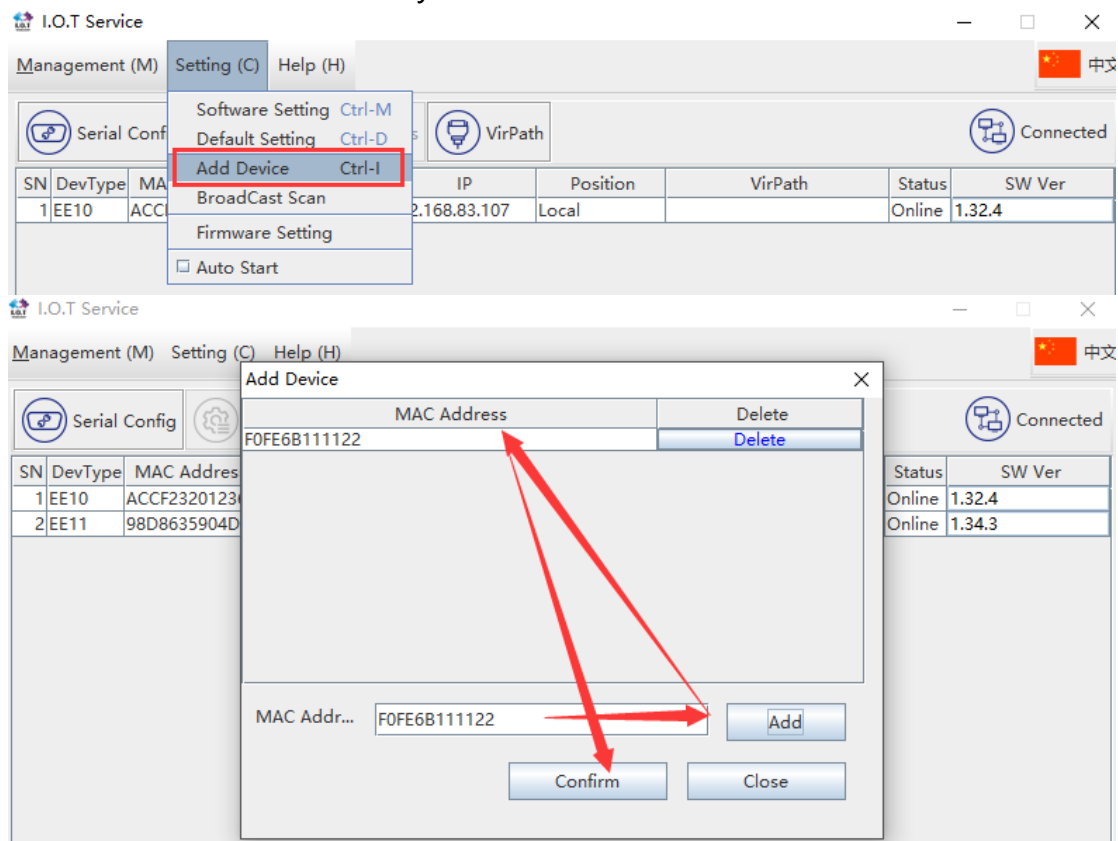 I.O.T Service
Management (M) Setting (C) Help (H) 中文
Software Setting Ctrl-M
Default Setting Ctrl-D
Add Device Ctrl-I
BroadCast Scan
Firmware Setting
Auto Start
Serial Conf VirPath Connected
SN DevType MA IP Position VirPath Status SW Ver
1 EE10 ACCF 2.168.83.107 Local Online 1.32.4
I.O.T Service
Management (M) Setting (C) Help (H) 中文
Add Device
Serial Config Connected
MAC Address Delete
F0FE6B111122 Delete
SN DevType MAC Addres Status SW Ver
1 EE10 ACCF2320123 Online 1.32.4
2 EE11 98D8635904D Online 1.34.3
MAC Addr... F0FE6B111122 Add
Confirm Close